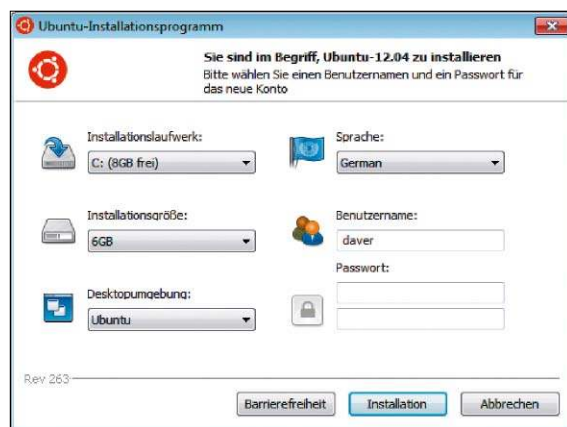 Ubuntu-Installationsprogramm
Sie sind im Begriff, Ubuntu-12.04 zu installieren
Bitte wählen Sie einen Benutzernamen und ein Passwort für
das neue Konto
Installationslaufwerk:
C: (8GB frei)
Sprache:
German
Installationsgröße:
6GB
Benutzername:
daver
Passwort:
Desktopumgebung:
Ubuntu
Rev 263
Barrierefreiheit
Installation
Abbrechen